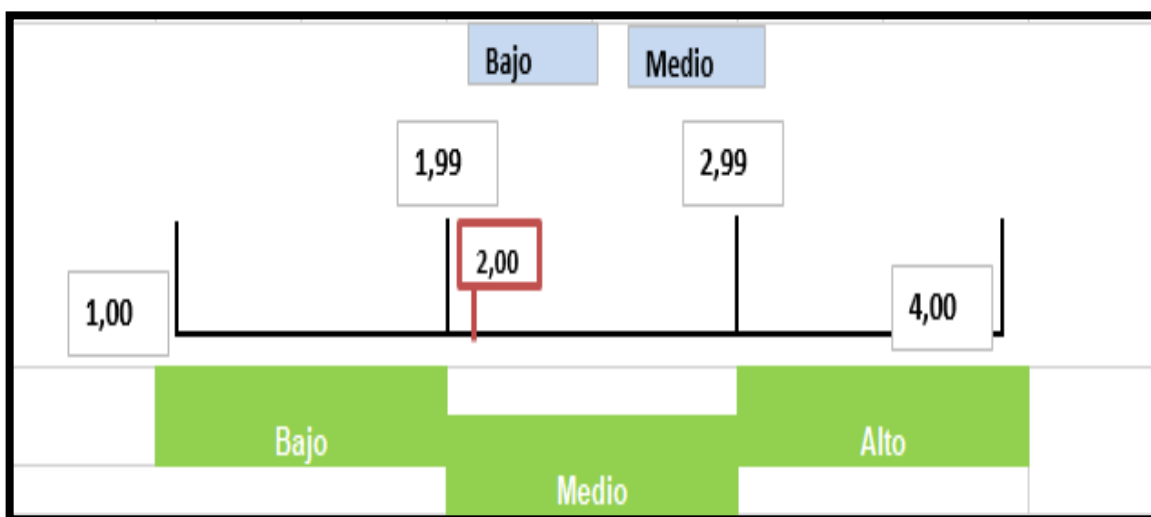 Bajo Medio
1,99 2,99
2,00
1,00 4,00
Bajo Alto
Medio